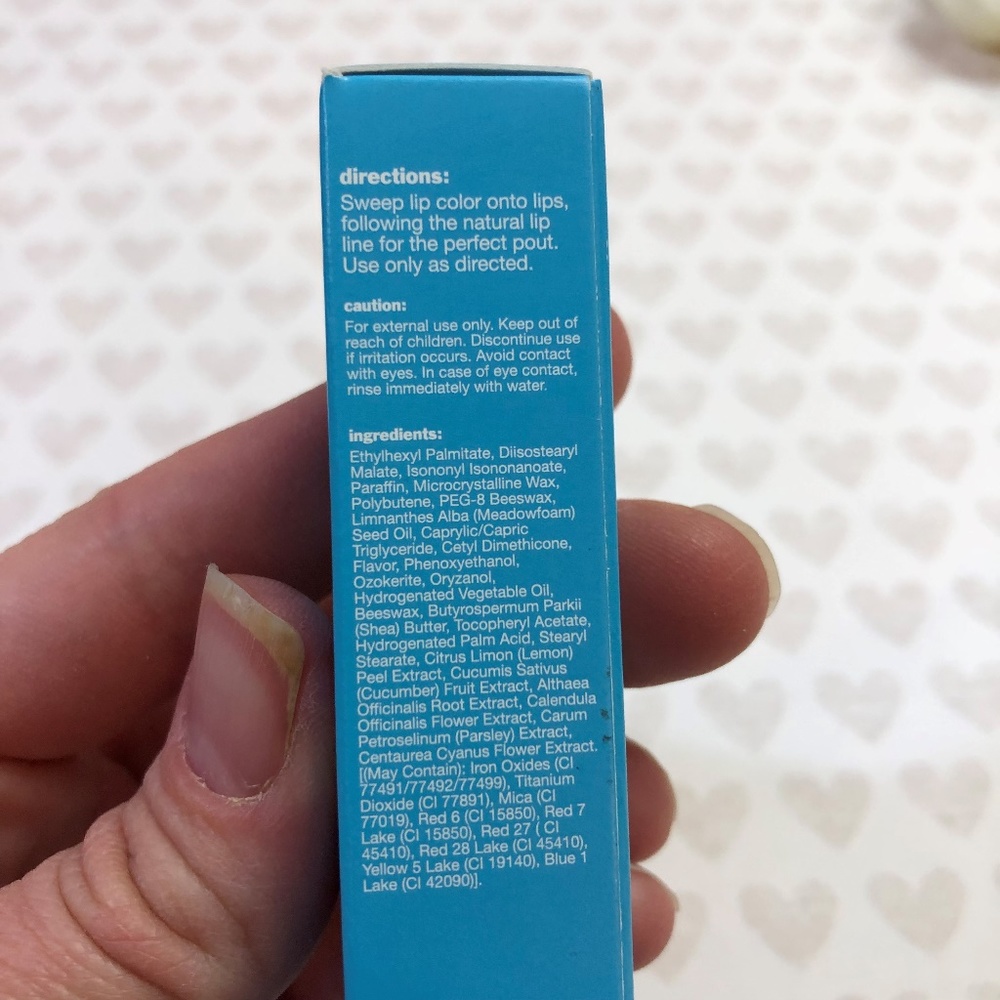 directions:
Sweep lip color onto lips,
following the natural lip
line for the perfect pout.
Use only as directed.
caution:
For external use only. Keep out of
reach of children. Discontinue use
if irritation occurs. Avoid contact
with eyes. In case of eye contact,
rinse immediately with water.
ingredients:
Ethylhexyl Palmitate, Diisostearyl
Malate, Isononyl Isononanoate,
Paraffin, Microcrystalline Wax,
Polybutene, PEG-8 Beeswax,
Limnanthes Alba (Meadowfoam)
Seed Oil, Caprylic/Capric
Triglyceride, Cetyl Dimethicone,
Flavor, Phenoxyethanol,
Ozokerite, Oryzanol,
Hydrogenated Vegetable Oil,
Beeswax, Butyrospermum Parkii
(Shea) Butter, Tocopheryl Acetate,
Hydrogenated Palm Acid, Stearyl
Stearate, Citrus Limon (Lemon)
Peel Extract, Cucumis Sativus
(Cucumber) Fruit Extract, Althaea
Officinalis Root Extract, Calendula
Officinalis Flower Extract, Carum
Petroselinum (Parsley) Extract,
Centaurea Cyanus Flower Extract.
[(May Contain): Iron Oxides (CI
77491/77492/77499), Titanium
Dioxide (CI 77891), Mica (CI
77019), Red 6 (CI 15850), Red 7
Lake (CI 15850), Red 27 ( CI
45410), Red 28 Lake (CI 45410),
Yellow 5 Lake (CI 19140), Blue 1
Lake (CI 42090)].